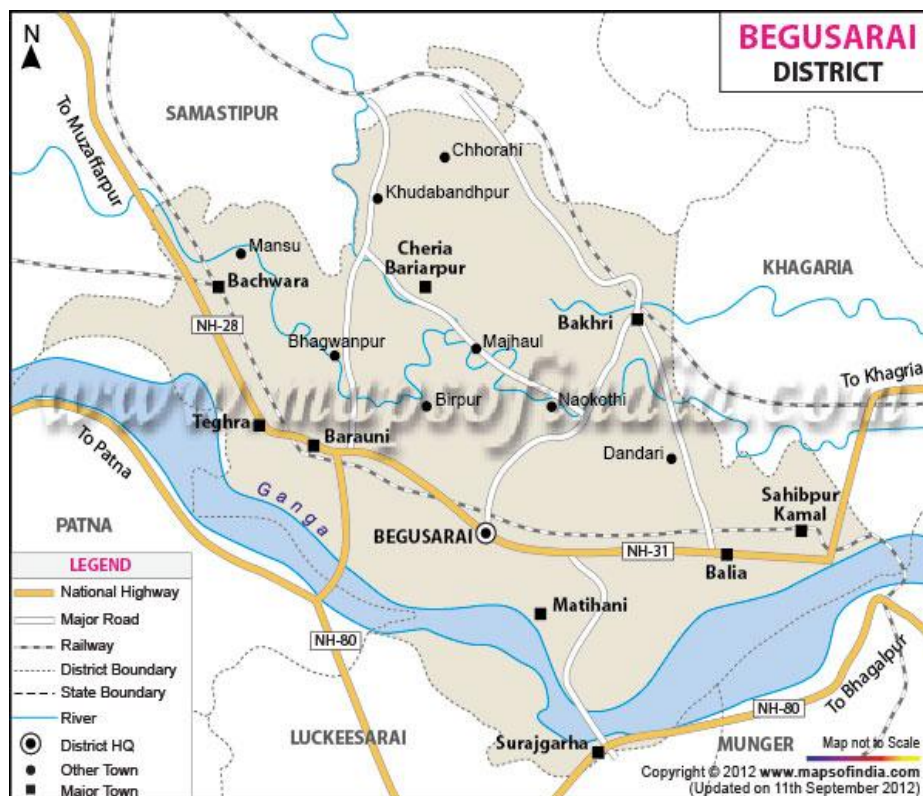 N
BEGUSARAI
DISTRICT
SAMASTIPUR
To Muzaffarpur
Chhorahi
Khudabandhpur
Mansu
Bachwara
Cheria
Bariarpur
KHAGARIA
NH-28
Bakhri
Bhagwanpur
Majhaul
www.mapsofindia.com
To Khagria
Birpur
Naokothi
Teghra
Barauni
To Patna
Dandari
Ganga
Sahibpur
Kamal
PATNA
BEGUSARAI
NH-31
Balia
LEGEND
National Highway
Major Road
Railway
District Boundary
State Boundary
River
District HQ
Other Town
Major Town
Matihani
NH-80
To Bhagalpur
NH-80
LUCKEESARAI
Surajgarha
MUNGER
Map not to Scale
Copyright © 2012 www.mapsofindia.com
(Updated on 11th September 2012)